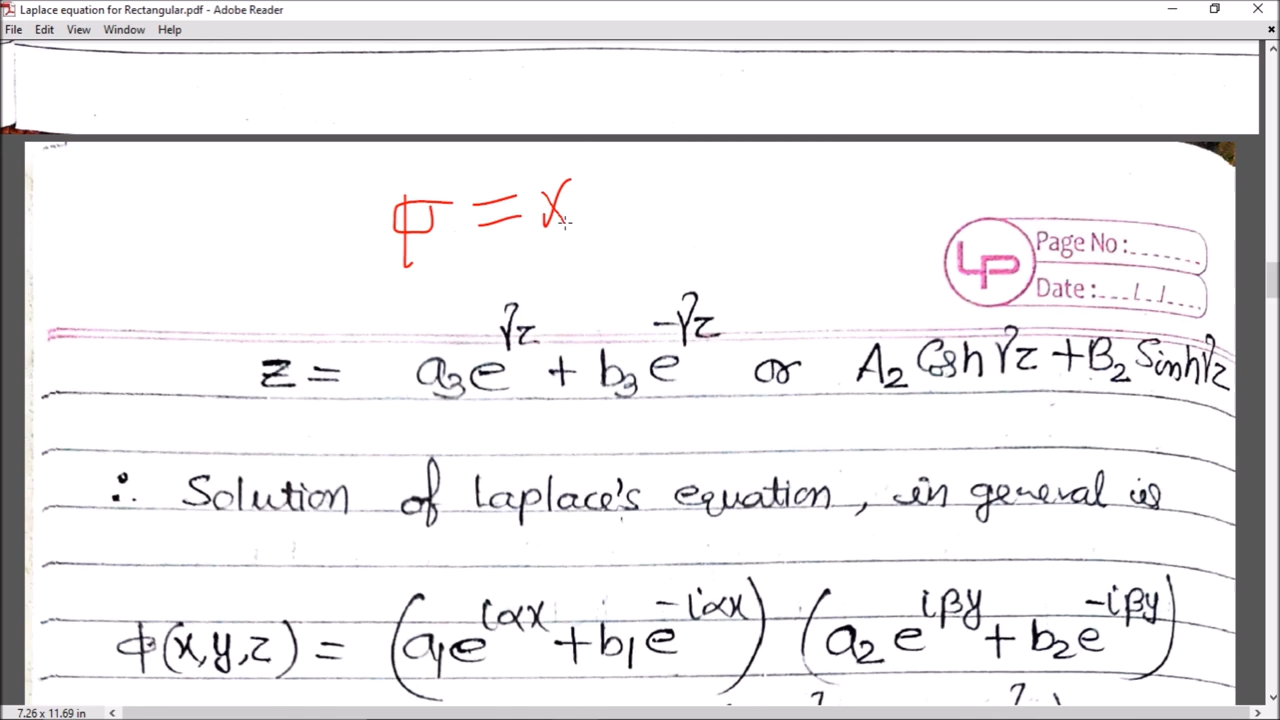 Laplace equation for Rectangular.pdf - Adobe Reader
File Edit View Window Help
ϕ = X
LP
Page No :
Date : / /
Z = a₃e^γz + b₃e^-γz or A₂ Cosh γz + B₂ Sinh γz
∴ Solution of Laplace's equation, in general is
ϕ(x,y,z) = (a₁e^iαx + b₁e^-iαx) (a₂e^iβy + b₂e^-iβy)
7.26 x 11.69 in